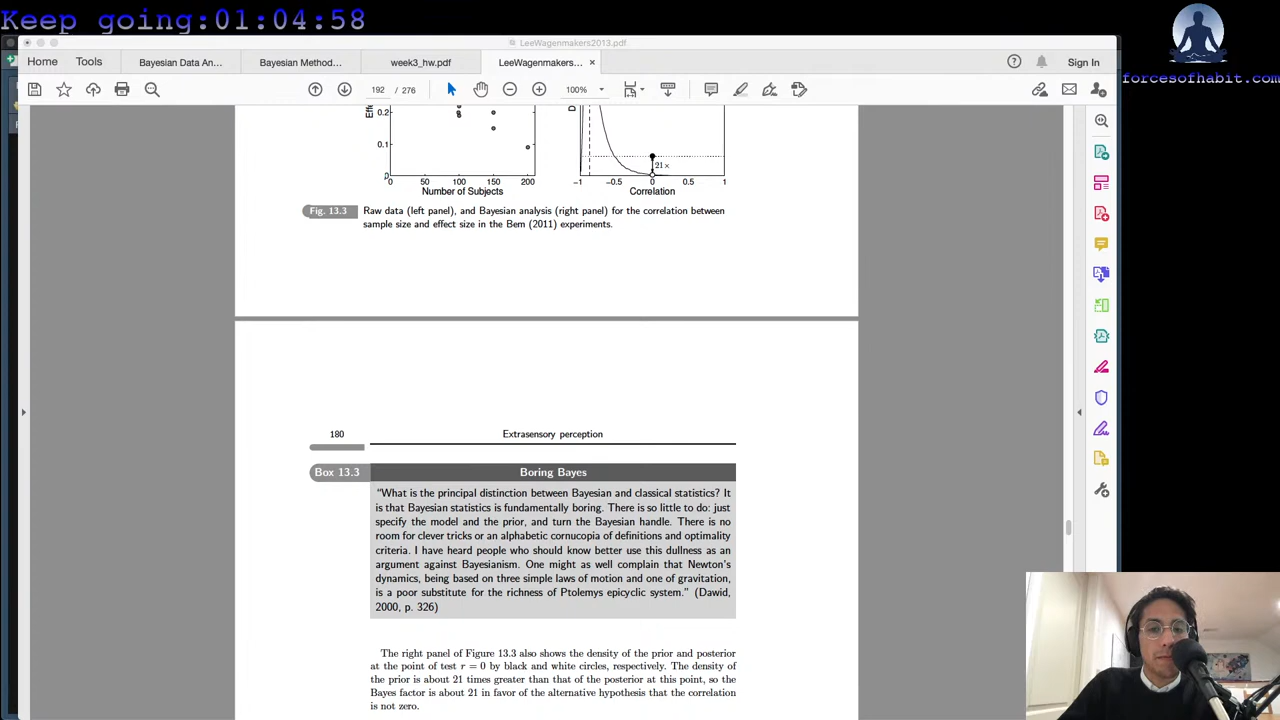 Keep going:01:04:58
LeeWagenmakers2013.pdf
Home Tools Bayesian Data An... Bayesian Method... week3_hw.pdf LeeWagenmakers... × Sign In
forcesofhabit.com
192 / 276 100%
0.2
0.1
0
0 50 100 150 200
Number of Subjects
D
21×
−1 −0.5 0 0.5 1
Correlation
Fig. 13.3 Raw data (left panel), and Bayesian analysis (right panel) for the correlation between
sample size and effect size in the Bem (2011) experiments.
180 Extrasensory perception
Box 13.3 Boring Bayes
“What is the principal distinction between Bayesian and classical statistics? It
is that Bayesian statistics is fundamentally boring. There is so little to do: just
specify the model and the prior, and turn the Bayesian handle. There is no
room for clever tricks or an alphabetic cornucopia of definitions and optimality
criteria. I have heard people who should know better use this dullness as an
argument against Bayesianism. One might as well complain that Newton’s
dynamics, being based on three simple laws of motion and one of gravitation,
is a poor substitute for the richness of Ptolemys epicyclic system.” (Dawid,
2000, p. 326)
The right panel of Figure 13.3 also shows the density of the prior and posterior
at the point of test r = 0 by black and white circles, respectively. The density of
the prior is about 21 times greater than that of the posterior at this point, so the
Bayes factor is about 21 in favor of the alternative hypothesis that the correlation
is not zero.